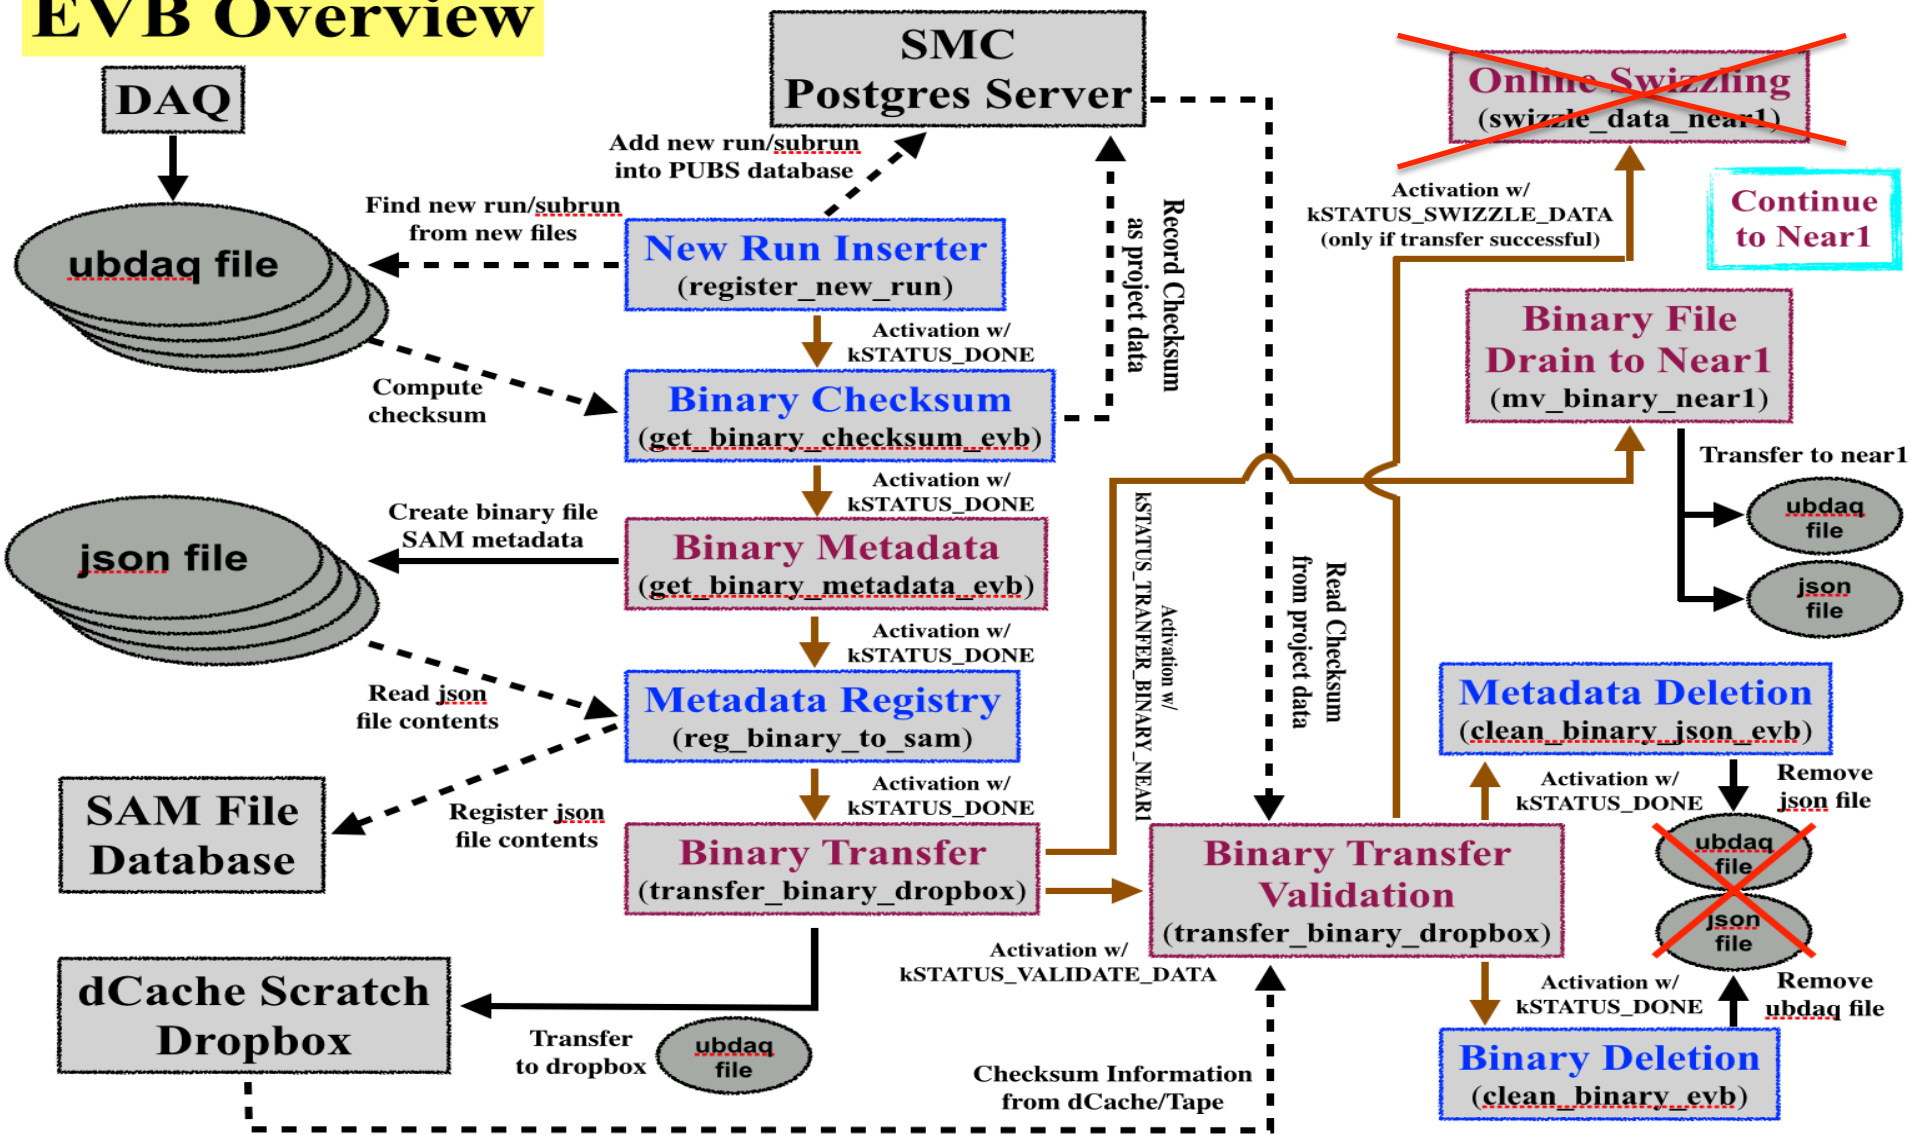 EVB Overview
DAQ
SMC
Postgres Server
Online Swizzling
(swizzle_data_near1)
Add new run/subrun
into PUBS database
Activation w/
kSTATUS_SWIZZLE_DATA
(only if transfer successful)
Continue
to Near1
Find new run/subrun
from new files
ubdaq file
New Run Inserter
(register_new_run)
Record Checksum
as project data
Activation w/
kSTATUS_DONE
Binary File
Drain to Near1
(mv_binary_near1)
Compute
checksum
Binary Checksum
(get_binary_checksum_evb)
Transfer to near1
Activation w/
kSTATUS_DONE
ubdaq
file
json
file
Create binary file
SAM metadata
json file
Binary Metadata
(get_binary_metadata_evb)
Activation w/
kSTATUS_TRANFER_BINARY_NEAR1
Read Checksum
from project data
Activation w/
kSTATUS_DONE
Read json
file contents
Metadata Registry
(reg_binary_to_sam)
Metadata Deletion
(clean_binary_json_evb)
Activation w/
kSTATUS_DONE
Activation w/
kSTATUS_DONE
Remove
json file
SAM File
Database
Register json
file contents
Binary Transfer
(transfer_binary_dropbox)
Binary Transfer
Validation
(transfer_binary_dropbox)
ubdaq
file
json
file
Activation w/
kSTATUS_VALIDATE_DATA
Activation w/
kSTATUS_DONE
Remove
ubdaq file
dCache Scratch
Dropbox
Transfer
to dropbox
ubdaq
file
Checksum Information
from dCache/Tape
Binary Deletion
(clean_binary_evb)